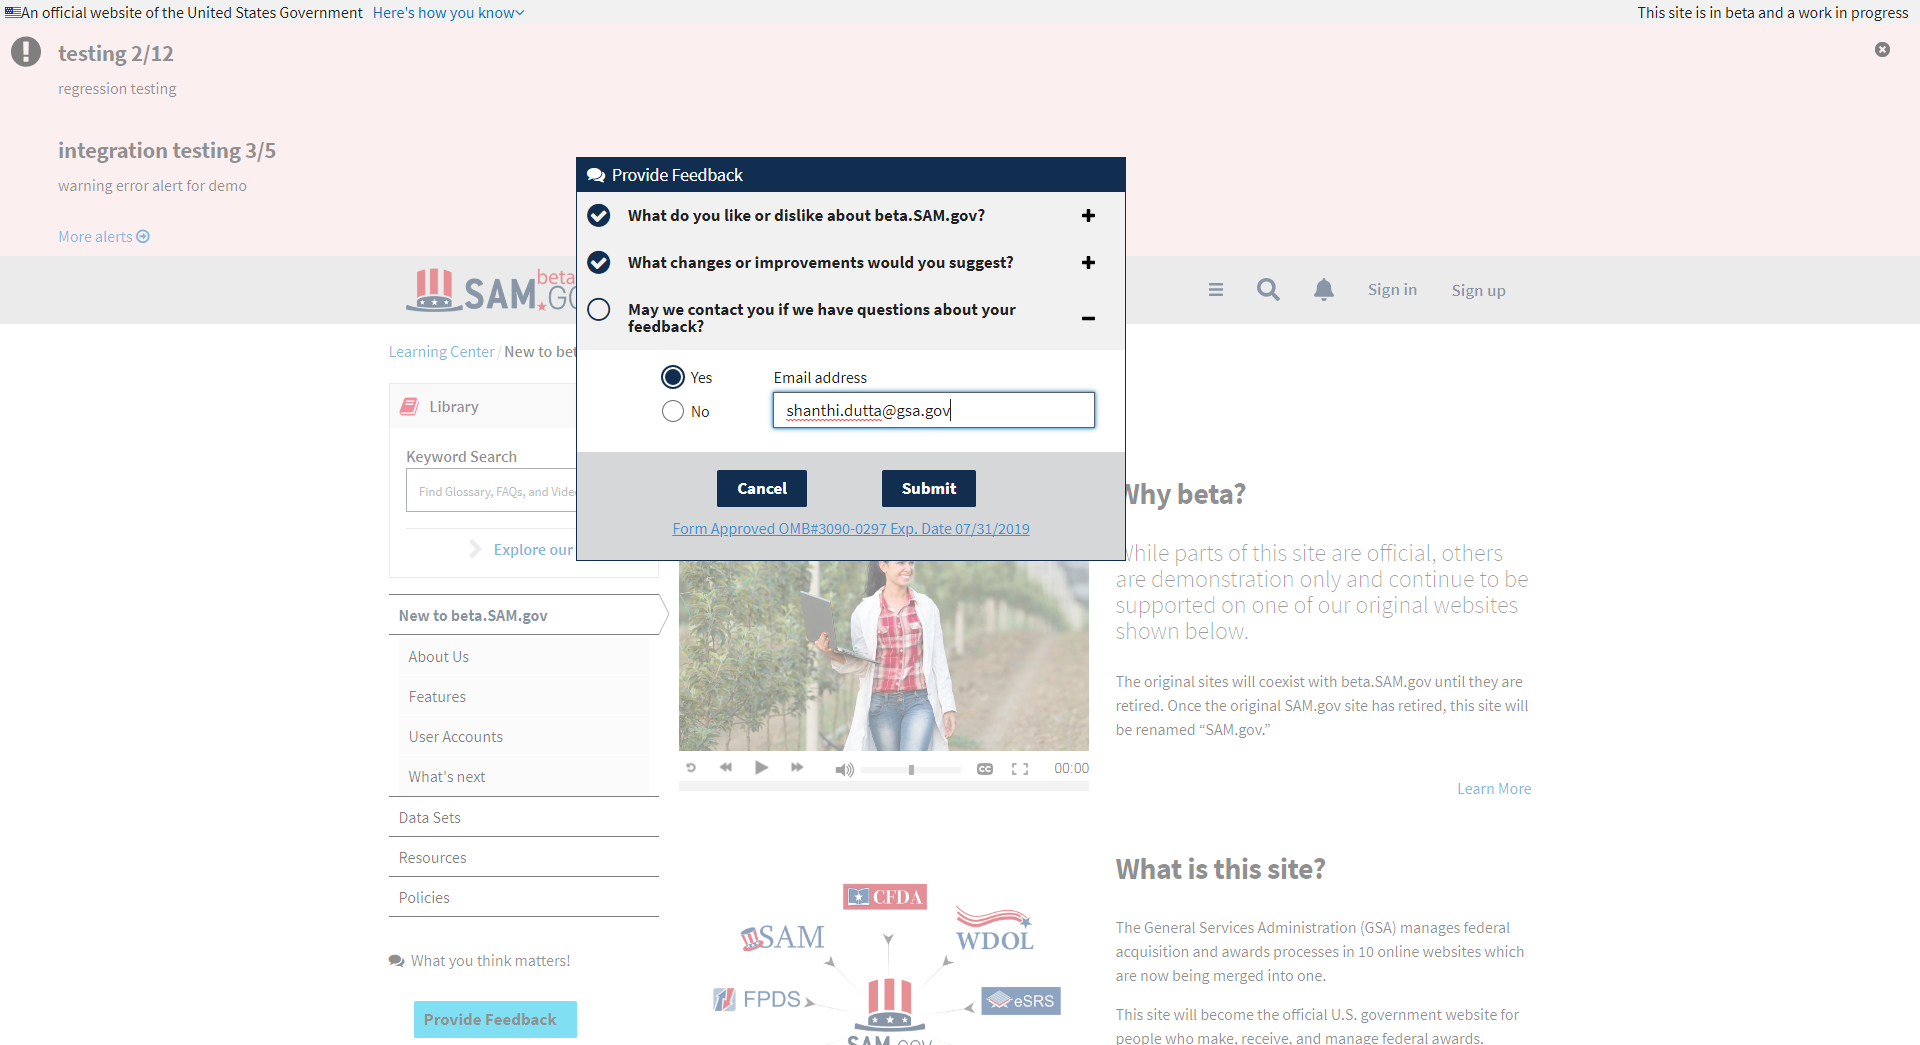 An official website of the United States Government Here's how you know
This site is in beta and a work in progress
testing 2/12
regression testing
integration testing 3/5
warning error alert for demo
More alerts
Provide Feedback
What do you like or dislike about beta.SAM.gov?
What changes or improvements would you suggest?
May we contact you if we have questions about your
feedback?
Yes
No
Email address
shanthi.dutta@gsa.gov
Cancel
Submit
Form Approved OMB#3090-0297 Exp. Date 07/31/2019
SAM beta
Sign in
Sign up
Learning Center / New to
Library
Keyword Search
Find Glossary, FAQs, and
Explore our
New to beta.SAM.gov
About Us
Features
User Accounts
What's next
Data Sets
Resources
Policies
What you think matters!
Provide Feedback
CC
00:00
Why beta?
While parts of this site are official, others
are demonstration only and continue to be
supported on one of our original websites
shown below.
The original sites will coexist with beta.SAM.gov until they are
retired. Once the original SAM.gov site has retired, this site will
be renamed “SAM.gov.”
Learn More
CFDA
SAM
WDOL
FPDS
eSRS
SAM.GOV
What is this site?
The General Services Administration (GSA) manages federal
acquisition and awards processes in 10 online websites which
are now being merged into one.
This site will become the official U.S. government website for
people who make, receive, and manage federal awards.